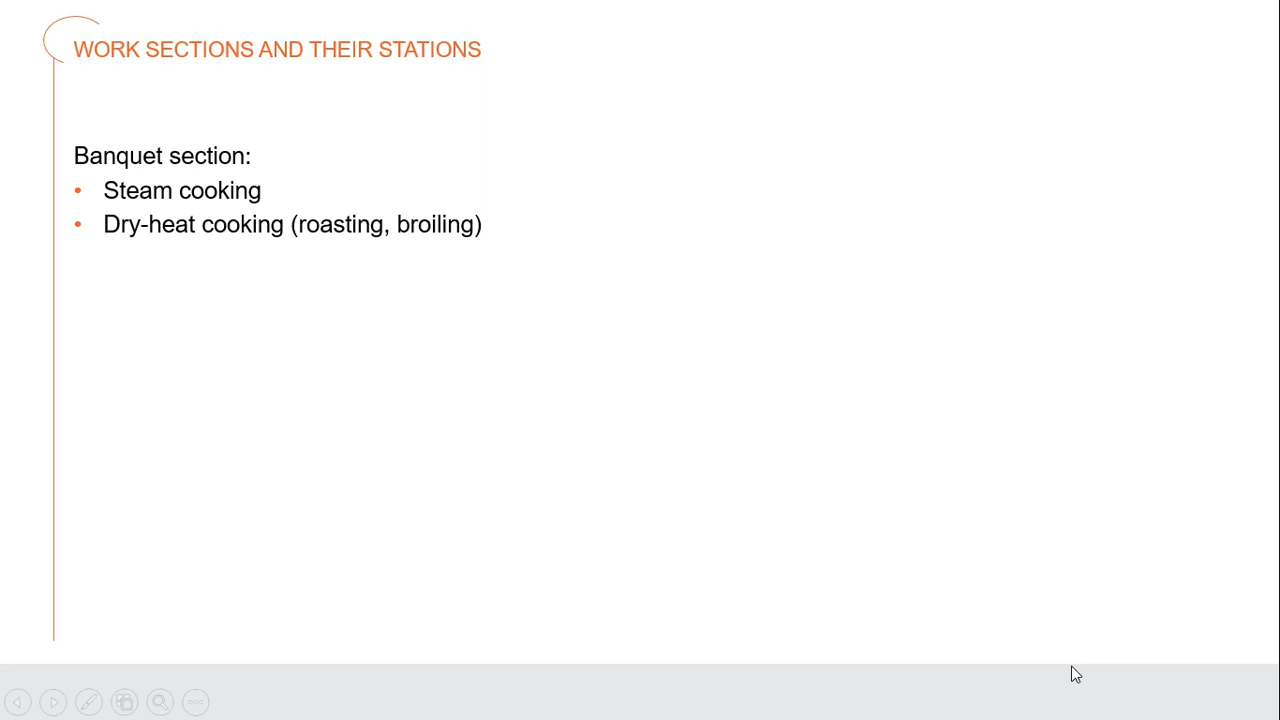 WORK SECTIONS AND THEIR STATIONS
Banquet section:
• Steam cooking
• Dry-heat cooking (roasting, broiling)